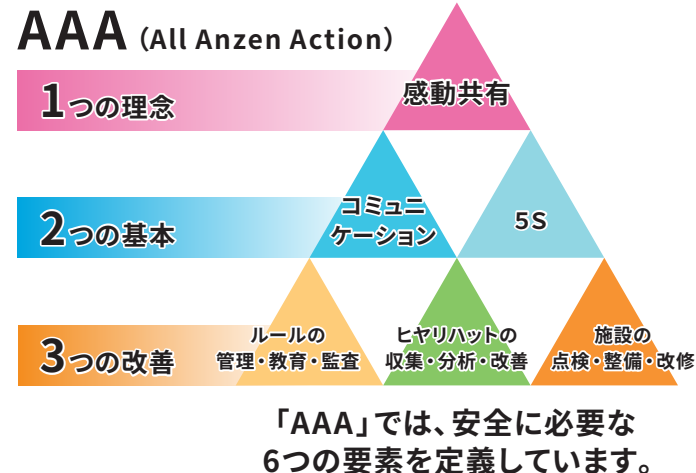 AAA (All Anzen Action)
1つの理念
感動共有
2つの基本
コミュニ
ケーション
5S
3つの改善
ルールの
管理・教育・監査
ヒヤリハットの
収集・分析・改善
施設の
点検・整備・改修
「AAA」では、安全に必要な
6つの要素を定義しています。